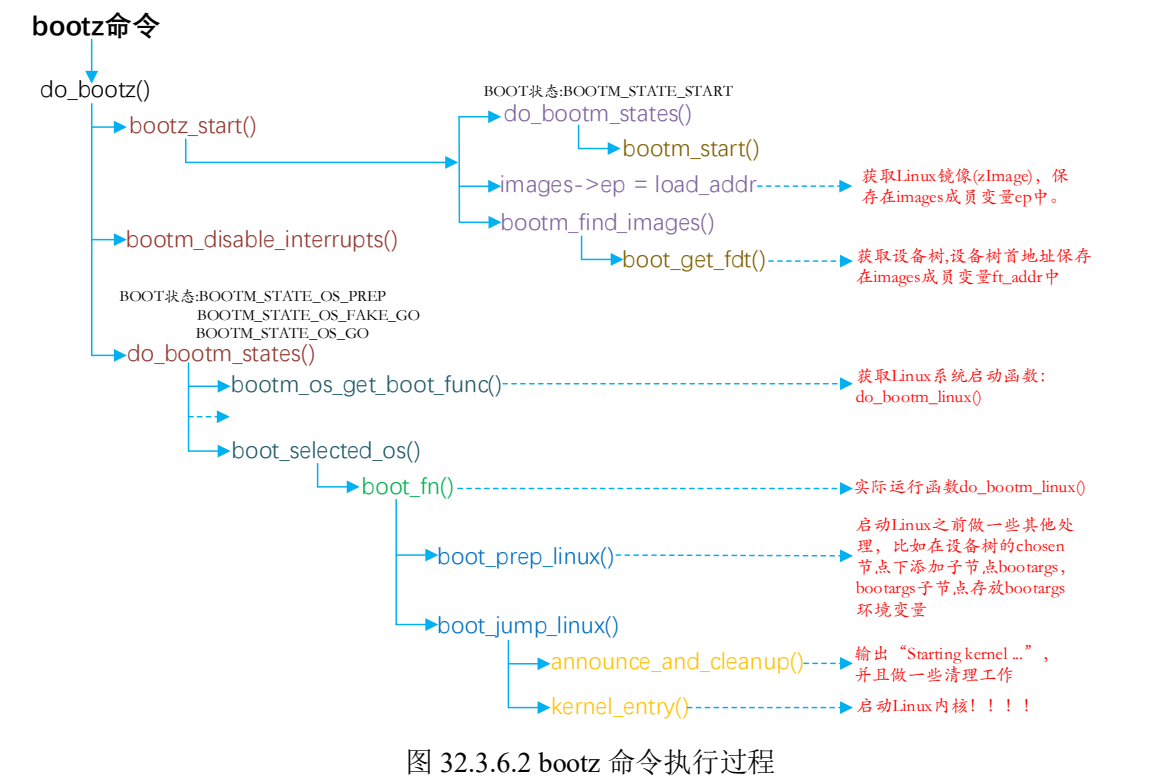 bootz命令
do_bootz()
BOOT状态:BOOTM_STATE_START
do_bootm_states()
bootz_start()
bootm_start()
images->ep = load_addr
获取Linux镜像(zImage)，保
存在images成员变量ep中。
bootm_find_images()
bootm_disable_interrupts()
boot_get_fdt()
获取设备树,设备树首地址保存
在images成员变量ft_addr中
BOOT状态:BOOTM_STATE_OS_PREP
BOOTM_STATE_OS_FAKE_GO
BOOTM_STATE_OS_GO
do_bootm_states()
bootm_os_get_boot_func()
获取Linux系统启动函数：
do_bootm_linux()
boot_selected_os()
boot_fn()
实际运行函数do_bootm_linux()
boot_prep_linux()
启动Linux之前做一些其他处
理，比如在设备树的chosen
节点下添加子节点bootargs，
bootargs子节点存放bootargs
环境变量
boot_jump_linux()
announce_and_cleanup()
输出“Starting kernel ...”，
并且做一些清理工作
kernel_entry()
启动Linux内核！！！！
图 32.3.6.2 bootz 命令执行过程